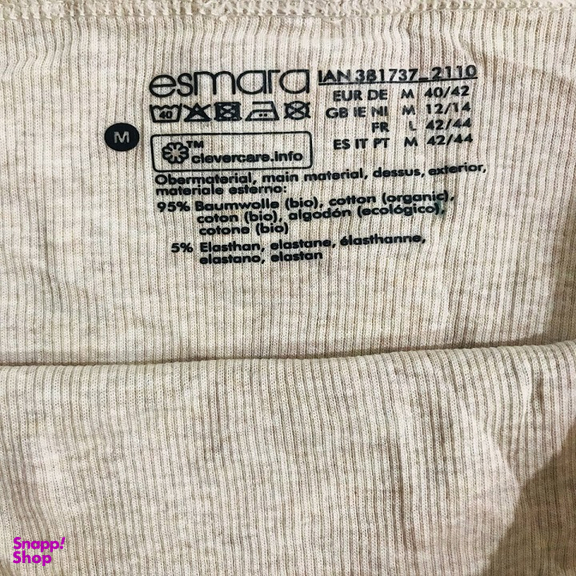 esmara IAN 381737_2110
EUR DE M 40/42
40
GB IE NI M 12/14
FR L 42/44
ES IT PT M 42/44
M
TM
clevercare.info
Obermaterial, main material, dessus, exterior,
materiale esterno:
95% Baumwolle (bio), cotton (organic),
coton (bio), algodón (ecológico),
cotone (bio)
5% Elasthan, elastane, élasthanne,
elastano, elastan
Snapp!
Shop